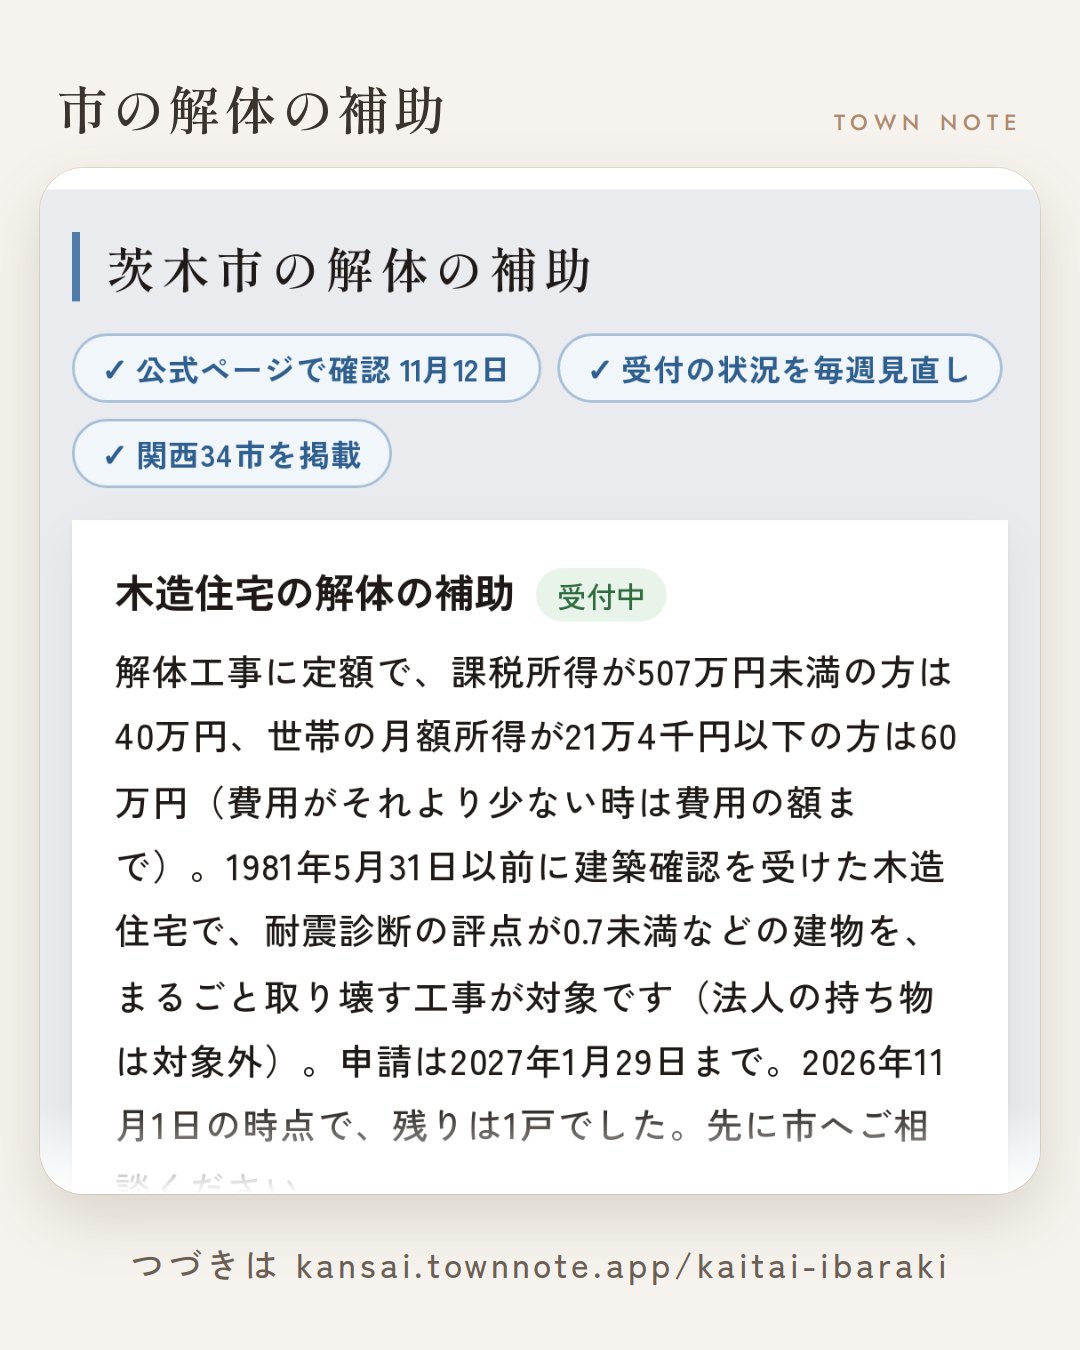 市の解体の補助
TOWN NOTE
茨木市の解体の補助
✓ 公式ページで確認 11月12日
✓ 受付の状況を毎週見直し
✓ 関西34市を掲載
木造住宅の解体の補助 受付中
解体工事に定額で、課税所得が507万円未満の方は
40万円、世帯の月額所得が21万4千円以下の方は60
万円（費用がそれより少ない時は費用の額ま
で）。1981年5月31日以前に建築確認を受けた木造
住宅で、耐震診断の評点が0.7未満などの建物を、
まるごと取り壊す工事が対象です（法人の持ち物
は対象外）。申請は2027年1月29日まで。2026年11
月1日の時点で、残りは1戸でした。先に市へご相
談ください
つづきは kansai.townnote.app/kaitai-ibaraki